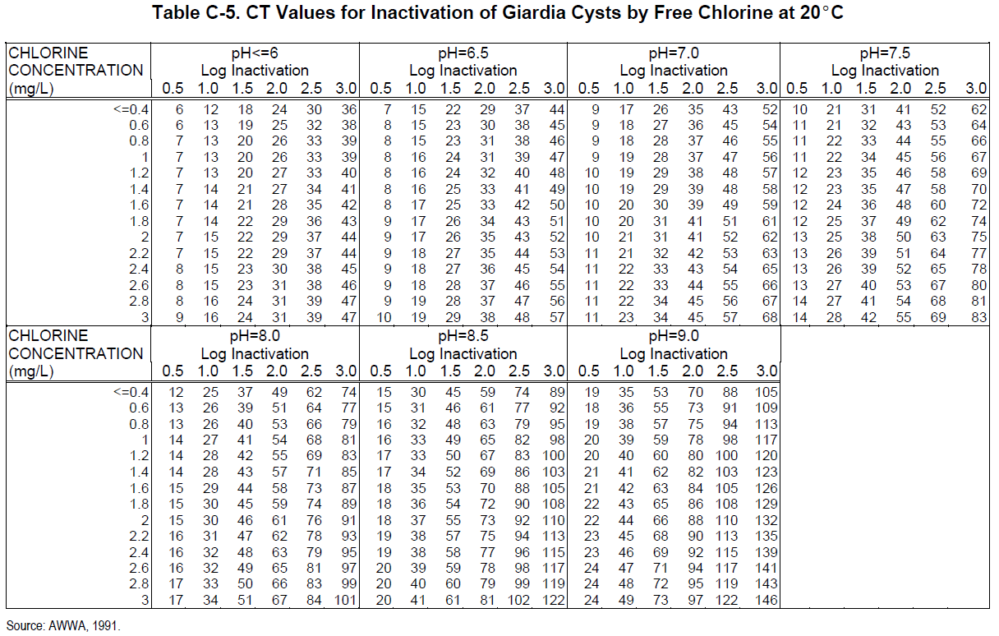 Table C-5. CT Values for Inactivation of Giardia Cysts by Free Chlorine at 20°C
CHLORINE pH<=6 pH=6.5 pH=7.0 pH=7.5
CONCENTRATION Log Inactivation Log Inactivation Log Inactivation Log Inactivation
(mg/L) 0.5 1.0 1.5 2.0 2.5 3.0 0.5 1.0 1.5 2.0 2.5 3.0 0.5 1.0 1.5 2.0 2.5 3.0 0.5 1.0 1.5 2.0 2.5 3.0
<=0.4 6 12 18 24 30 36 7 15 22 29 37 44 9 17 26 35 43 52 10 21 31 41 52 62
0.6 6 13 19 25 32 38 8 15 23 30 38 45 9 18 27 36 45 54 11 21 32 43 53 64
0.8 7 13 20 26 33 39 8 15 23 31 38 46 9 18 28 37 46 55 11 22 33 44 55 66
1 7 13 20 26 33 39 8 16 24 31 39 47 9 19 28 37 47 56 11 22 34 45 56 67
1.2 7 13 20 27 33 40 8 16 24 32 40 48 10 19 29 38 48 57 12 23 35 46 58 69
1.4 7 14 21 27 34 41 8 16 25 33 41 49 10 19 29 39 48 58 12 23 35 47 58 70
1.6 7 14 21 28 35 42 8 17 25 33 42 50 10 20 30 39 49 59 12 24 36 48 60 72
1.8 7 14 22 29 36 43 9 17 26 34 43 51 10 20 31 41 51 61 12 25 37 49 62 74
2 7 15 22 29 37 44 9 17 26 35 43 52 10 21 31 41 52 62 13 25 38 50 63 75
2.2 7 15 22 29 37 44 9 18 27 35 44 53 11 21 32 42 53 63 13 26 39 51 64 77
2.4 8 15 23 30 38 45 9 18 27 36 45 54 11 22 33 43 54 65 13 26 39 52 65 78
2.6 8 15 23 31 38 46 9 18 28 37 46 55 11 22 33 44 55 66 13 27 40 53 67 80
2.8 8 16 24 31 39 47 9 19 28 37 47 56 11 22 34 45 56 67 14 27 41 54 68 81
3 9 16 24 31 39 47 10 19 29 38 48 57 11 23 34 45 57 68 14 28 42 55 69 83
CHLORINE pH=8.0 pH=8.5 pH=9.0
CONCENTRATION Log Inactivation Log Inactivation Log Inactivation
(mg/L) 0.5 1.0 1.5 2.0 2.5 3.0 0.5 1.0 1.5 2.0 2.5 3.0 0.5 1.0 1.5 2.0 2.5 3.0
<=0.4 12 25 37 49 62 74 15 30 45 59 74 89 19 35 53 70 88 105
0.6 13 26 39 51 64 77 15 31 46 61 77 92 18 36 55 73 91 109
0.8 13 26 40 53 66 79 16 32 48 63 79 95 19 38 57 75 94 113
1 14 27 41 54 68 81 16 33 49 65 82 98 20 39 59 78 98 117
1.2 14 28 42 55 69 83 17 33 50 67 83 100 20 40 60 80 100 120
1.4 14 28 43 57 71 85 17 34 52 69 86 103 21 41 62 82 103 123
1.6 15 29 44 58 73 87 18 35 53 70 88 105 21 42 63 84 105 126
1.8 15 30 45 59 74 89 18 36 54 72 90 108 22 43 65 86 108 129
2 15 30 46 61 76 91 18 37 55 73 92 110 22 44 66 88 110 132
2.2 16 31 47 62 78 93 19 38 57 75 94 113 23 45 68 90 113 135
2.4 16 32 48 63 79 95 19 38 58 77 96 115 23 46 69 92 115 139
2.6 16 32 49 65 81 97 20 39 59 78 98 117 24 47 71 94 117 141
2.8 17 33 50 66 83 99 20 40 60 79 99 119 24 48 72 95 119 143
3 17 34 51 67 84 101 20 41 61 81 102 122 24 49 73 97 122 146
Source: AWWA, 1991.